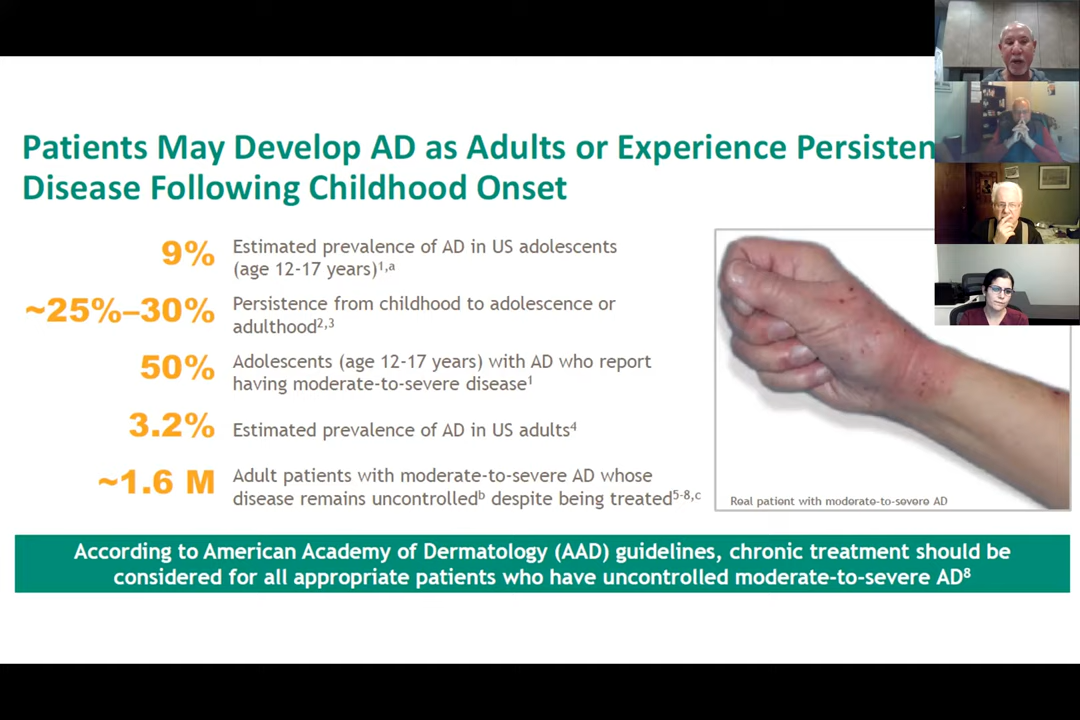 Patients May Develop AD as Adults or Experience Persisten
Disease Following Childhood Onset
9%
Estimated prevalence of AD in US adolescents
(age 12-17 years)1,a
~25%–30%
Persistence from childhood to adolescence or
adulthood2,3
50%
Adolescents (age 12-17 years) with AD who report
having moderate-to-severe disease1
3.2%
Estimated prevalence of AD in US adults4
~1.6 M
Adult patients with moderate-to-severe AD whose
disease remains uncontrolledb despite being treated5-8,c
Real patient with moderate-to-severe AD
According to American Academy of Dermatology (AAD) guidelines, chronic treatment should be
considered for all appropriate patients who have uncontrolled moderate-to-severe AD8